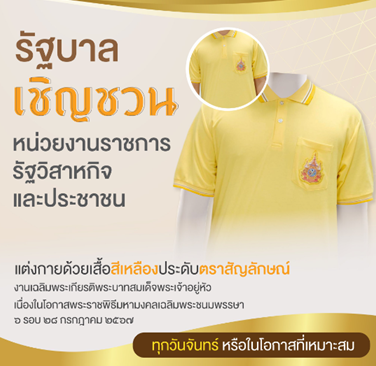 รัฐบาล
เชิญชวน
หน่วยงานราชการ
รัฐวิสาหกิจ
และประชาชน
แต่งกายด้วยเสื้อสีเหลืองประดับตราสัญลักษณ์
งานเฉลิมพระเกียรติพระบาทสมเด็จพระเจ้าอยู่หัว
เนื่องในโอกาสพระราชพิธีมหามงคลเฉลิมพระชนมพรรษา
๖ รอบ ๒๘ กรกฎาคม ๒๕๖๗
ทุกวันจันทร์ หรือในโอกาสที่เหมาะสม